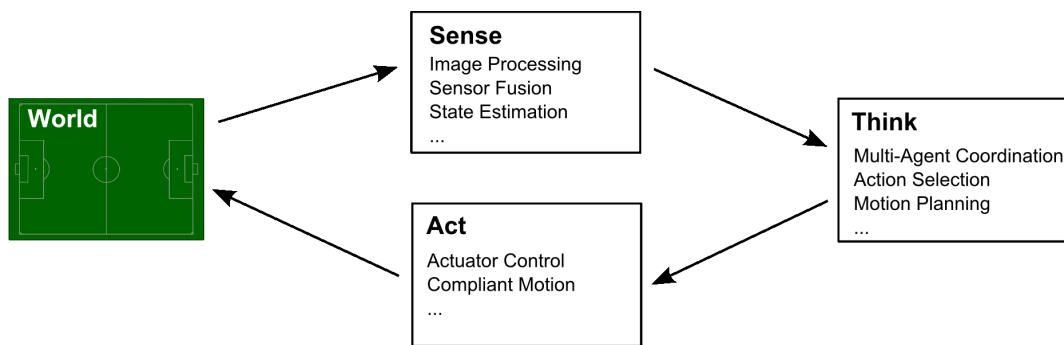 World
Sense
Image Processing
Sensor Fusion
State Estimation
...
Think
Multi-Agent Coordination
Action Selection
Motion Planning
...
Act
Actuator Control
Compliant Motion
...